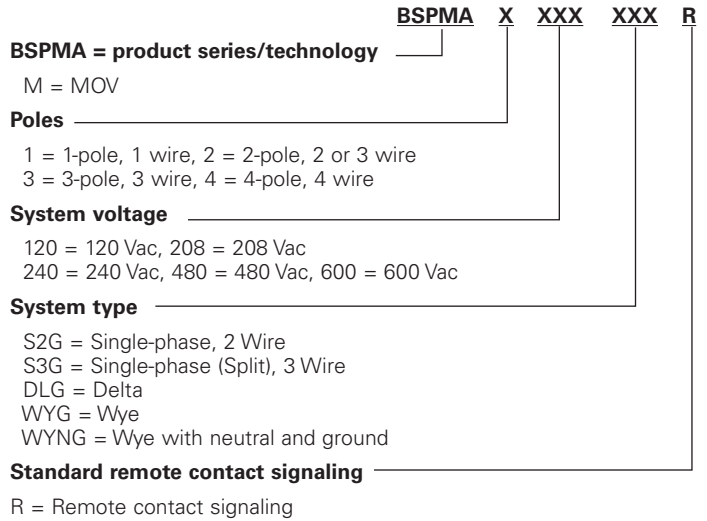 BSPMA X XXX XXX R
BSPMA = product series/technology
M = MOV
Poles
1 = 1-pole, 1 wire, 2 = 2-pole, 2 or 3 wire
3 = 3-pole, 3 wire, 4 = 4-pole, 4 wire
System voltage
120 = 120 Vac, 208 = 208 Vac
240 = 240 Vac, 480 = 480 Vac, 600 = 600 Vac
System type
S2G = Single-phase, 2 Wire
S3G = Single-phase (Split), 3 Wire
DLG = Delta
WYG = Wye
WYNG = Wye with neutral and ground
Standard remote contact signaling
R = Remote contact signaling